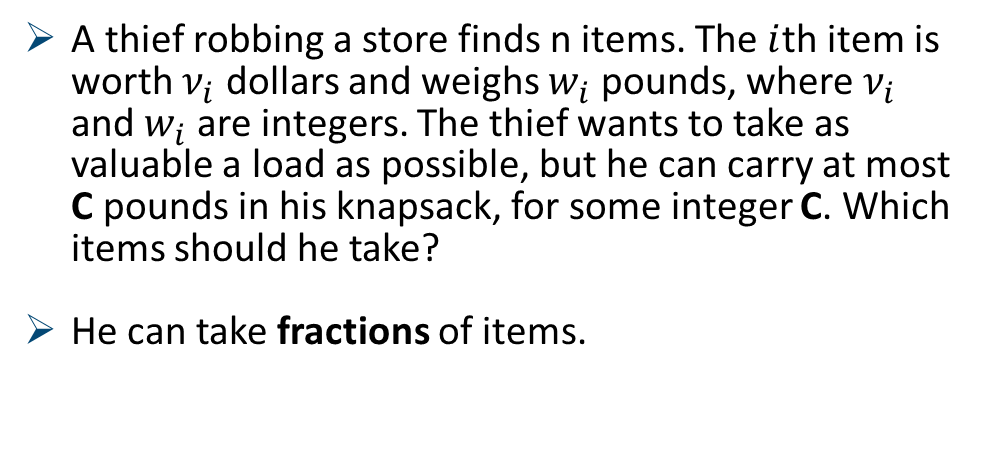 ➢ A thief robbing a store finds n items. The 𝑖th item is
worth 𝑣ᵢ dollars and weighs 𝑤ᵢ pounds, where 𝑣ᵢ
and 𝑤ᵢ are integers. The thief wants to take as
valuable a load as possible, but he can carry at most
C pounds in his knapsack, for some integer C. Which
items should he take?
➢ He can take fractions of items.